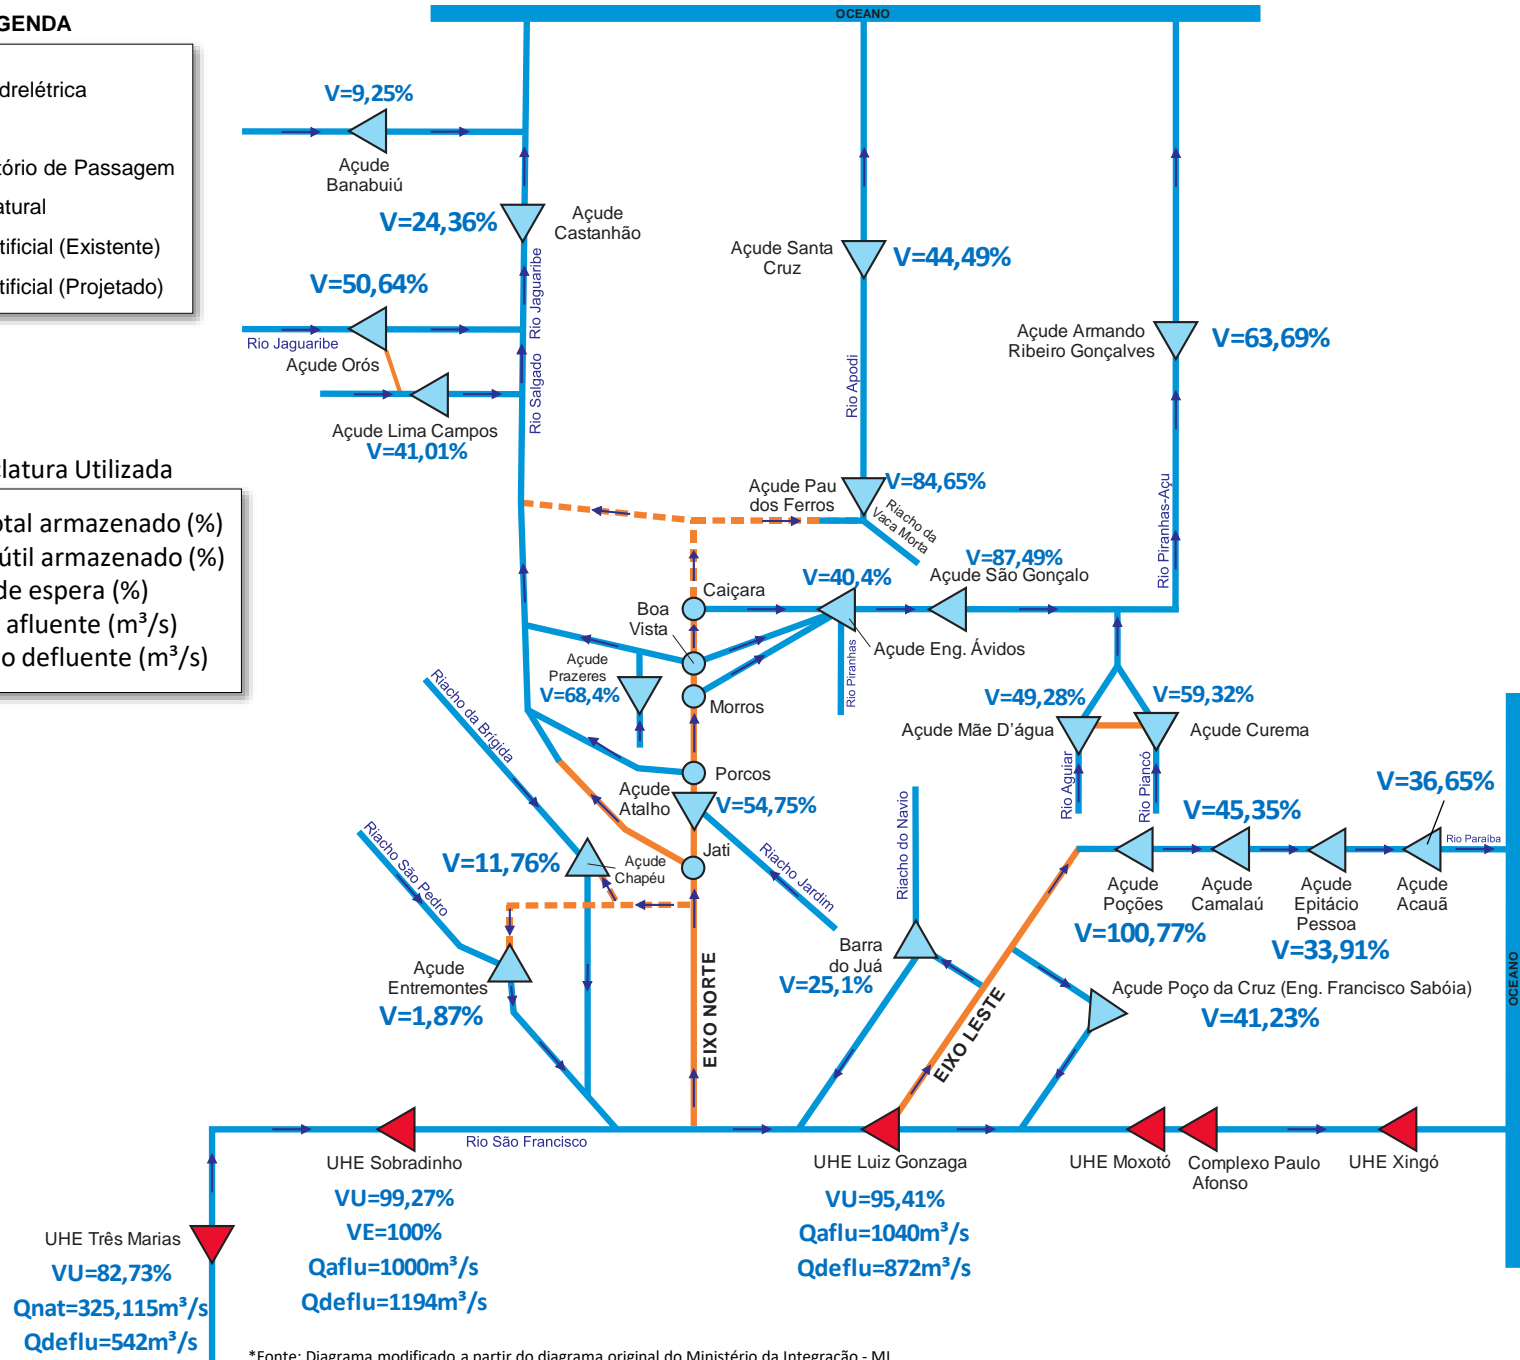 OCEANO
GENDA
drelétrica
tório de Passagem
atural
tificial (Existente)
tificial (Projetado)
V=9,25%
Açude
Banabuiú
V=24,36%
Açude
Castanhão
V=50,64%
Rio Jaguaribe
Açude Orós
Rio Jaguaribe
Rio Salgado
Açude Lima Campos
V=41,01%
Açude Santa
Cruz
V=44,49%
Rio Apodi
Açude Armando
Ribeiro Gonçalves
V=63,69%
Rio Piranhas-Açu
clatura Utilizada
otal armazenado (%)
útil armazenado (%)
de espera (%)
afluente (m³/s)
o defluente (m³/s)
Açude Pau
dos Ferros
V=84,65%
Riacho da
Vaca Morta
V=87,49%
Açude São Gonçalo
V=40,4%
Caiçara
Boa
Vista
Açude Eng. Ávidos
Rio Piranhas
Açude
Prazeres
V=68,4%
Morros
V=49,28%
V=59,32%
Açude Mãe D'água
Açude Curema
Rio Aguiar
Rio Piancó
Riacho da Brígida
Porcos
Açude
Atalho
V=54,75%
Riacho do Navio
V=36,65%
V=45,35%
Rio Paraíba
Riacho São Pedro
V=11,76%
Açude
Chapéu
Jati
Riacho Jardim
Açude
Poções
V=100,77%
Açude
Camalaú
Açude
Epitácio
Pessoa
V=33,91%
Açude
Acauã
Açude
Entremontes
V=1,87%
EIXO NORTE
Barra
do Juá
V=25,1%
EIXO LESTE
Açude Poço da Cruz (Eng. Francisco Sabóia)
V=41,23%
OCEANO
Rio São Francisco
UHE Sobradinho
VU=99,27%
VE=100%
Qaflu=1000m³/s
Qdeflu=1194m³/s
UHE Luiz Gonzaga
VU=95,41%
Qaflu=1040m³/s
Qdeflu=872m³/s
UHE Moxotó
Complexo Paulo
Afonso
UHE Xingó
UHE Três Marias
VU=82,73%
Qnat=325,115m³/s
Qdeflu=542m³/s
*Fonte: Diagrama modificado a partir do diagrama original do Ministério da Integração - MI